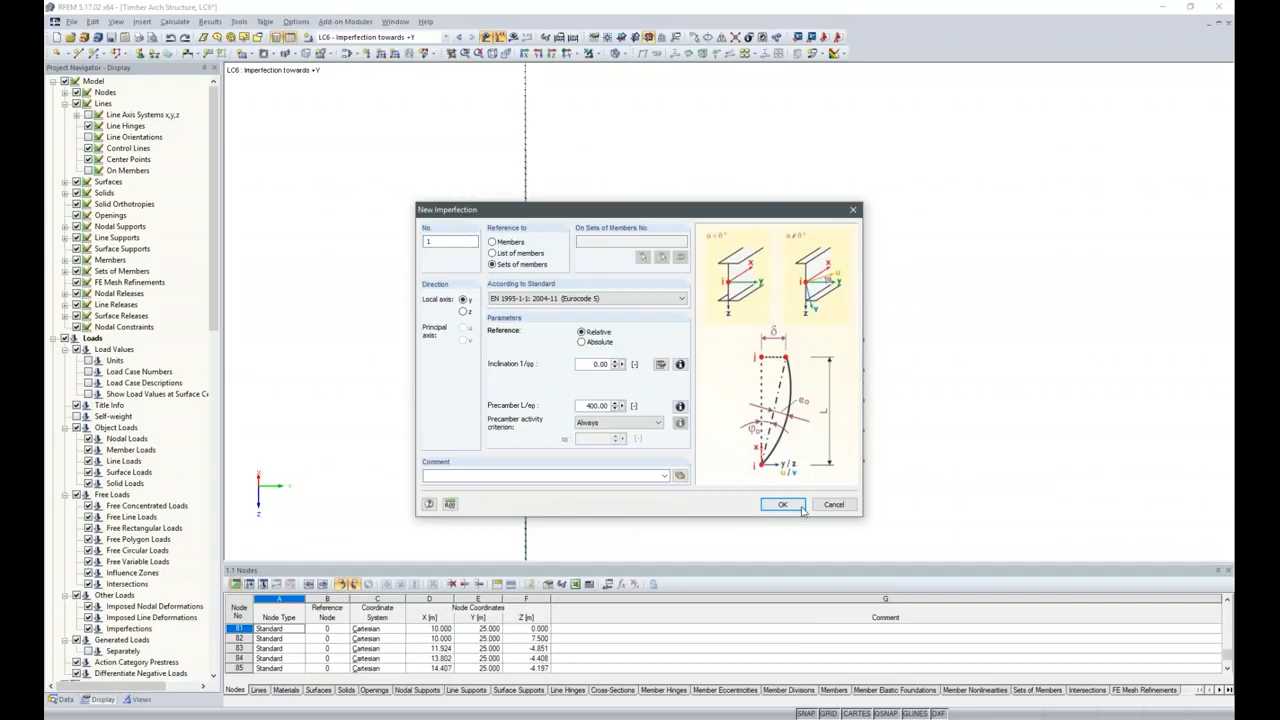 RFEM 5.17.02 x64 - [Timber Arch Structure, LC6*]
File Edit View Insert Calculate Results Tools Table Options Add-on Modules Window Help
LC6 - Imperfection towards +Y
Project Navigator - Display
LC6 : Imperfection towards +Y
Model
Nodes
Lines
Line Axis Systems x,y,z
Line Hinges
Line Orientations
Control Lines
Center Points
On Members
Surfaces
Solids
Solid Orthotropies
Openings
Nodal Supports
Line Supports
Surface Supports
Members
Sets of Members
FE Mesh Refinements
Nodal Releases
Line Releases
Surface Releases
Nodal Constraints
Loads
Load Values
Units
Load Case Numbers
Load Case Descriptions
Show Load Values at Surface Ce
Title Info
Self-weight
Object Loads
Nodal Loads
Member Loads
Line Loads
Surface Loads
Solid Loads
Free Loads
Free Concentrated Loads
Free Line Loads
Free Rectangular Loads
Free Polygon Loads
Free Circular Loads
Free Variable Loads
Influence Zones
Intersections
Other Loads
Imposed Nodal Deformations
Imposed Line Deformations
Imperfections
Generated Loads
Separately
Action Category Prestress
Differentiate Negative Loads
Data Display Views
New Imperfection
No.
1
Reference to
Members
List of members
Sets of members
On Sets of Members No.
Direction
Local axis: y
z
Principal axis: u
v
According to Standard
EN 1995-1-1: 2004-11 (Eurocode 5)
Parameters
Reference: Relative
Absolute
Inclination 1/φ0 : 0.00 [-]
Precamber L/e0 : 400.00 [-]
Precamber activity criterion: Always
ε0 : [-]
Comment
OK Cancel
α = 0° α ≠ 0°
x
i y
z
x
u
i y
z v
δ
j
e0
L
φ0
x
i y / z
u / v
X
Y
Z
1.1 Nodes
A B C D E F G
Node No Node Type Reference Node Coordinate System Node Coordinates X [m] Y [m] Z [m] Comment
81 Standard 0 Cartesian 10.000 25.000 0.000
82 Standard 0 Cartesian 10.000 25.000 7.500
83 Standard 0 Cartesian 11.924 25.000 -4.851
84 Standard 0 Cartesian 13.802 25.000 -4.408
85 Standard 0 Cartesian 14.407 25.000 -4.197
Nodes Lines Materials Surfaces Solids Openings Nodal Supports Line Supports Surface Supports Line Hinges Cross-Sections Member Hinges Member Eccentricities Member Divisions Members Member Elastic Foundations Member Nonlinearities Sets of Members Intersections FE Mesh Refinements
SNAP GRID CARTES OSNAP GLINES DXF